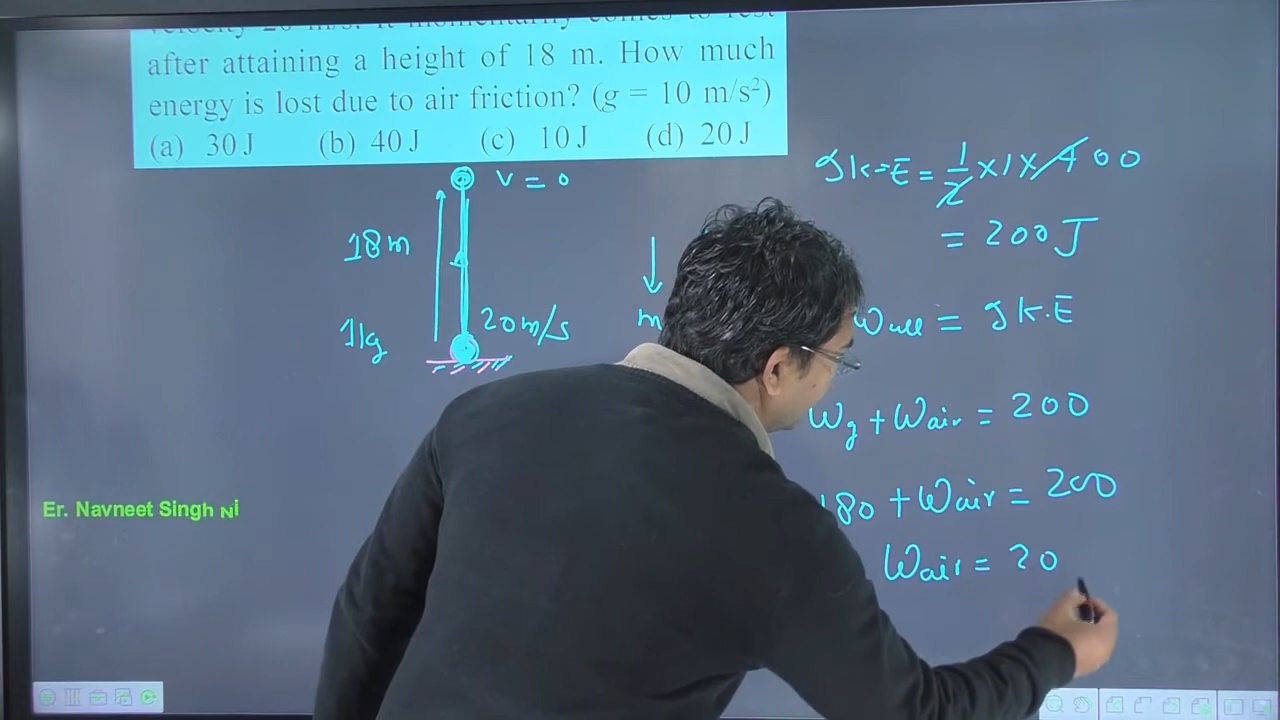 after attaining a height of 18 m. How much
energy is lost due to air friction? (g = 10 m/s²)
(a) 30 J (b) 40 J (c) 10 J (d) 20 J
v = 0
18m
1kg
20m/s
m
K.E = 1/2 × 1 × 400
= 200 J
Wall = K.E
Wg + Wair = 200
180 + Wair = 200
Wair = 20
Er. Navneet Singh